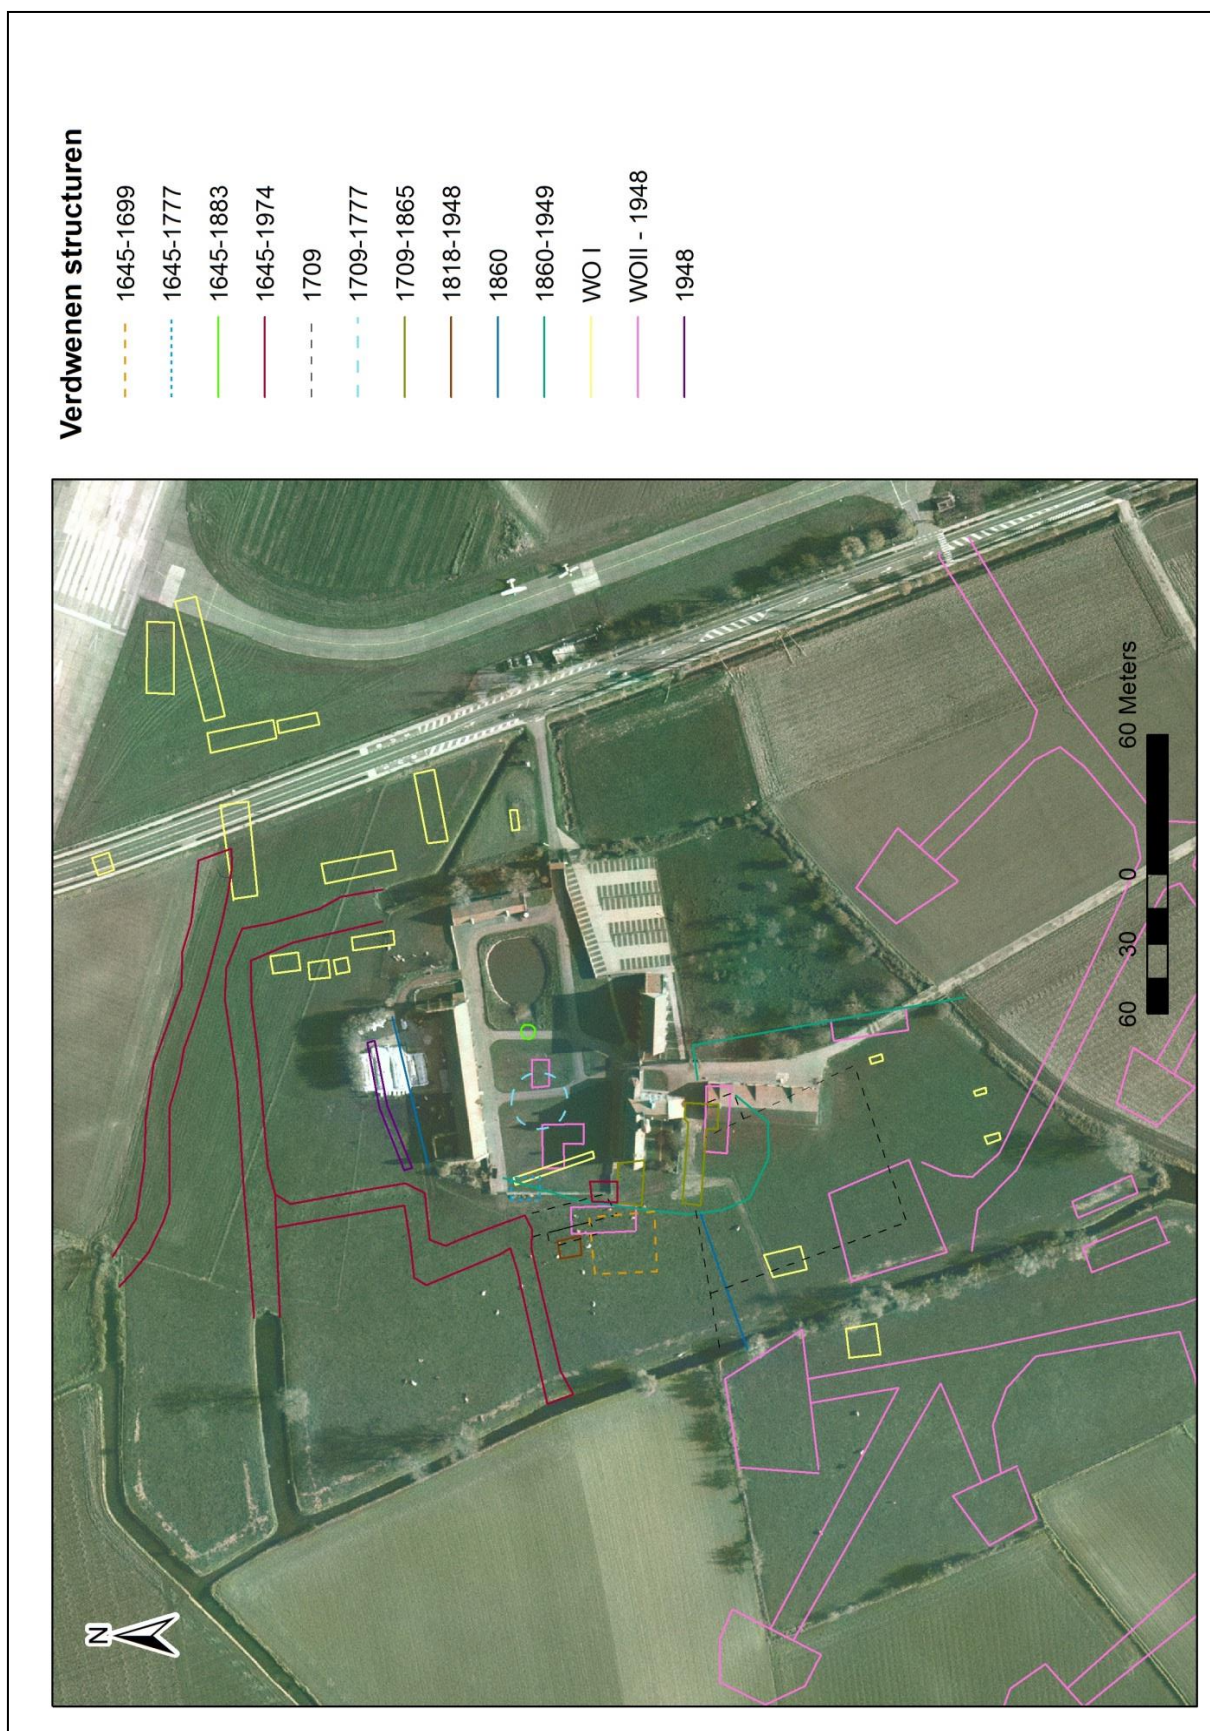 Verdwenen structuren
1645-1699
1645-1777
1645-1883
1645-1974
1709
1709-1777
1709-1865
1818-1948
1860
1860-1949
WO I
WOII - 1948
1948
N
60 30 0 60 Meters